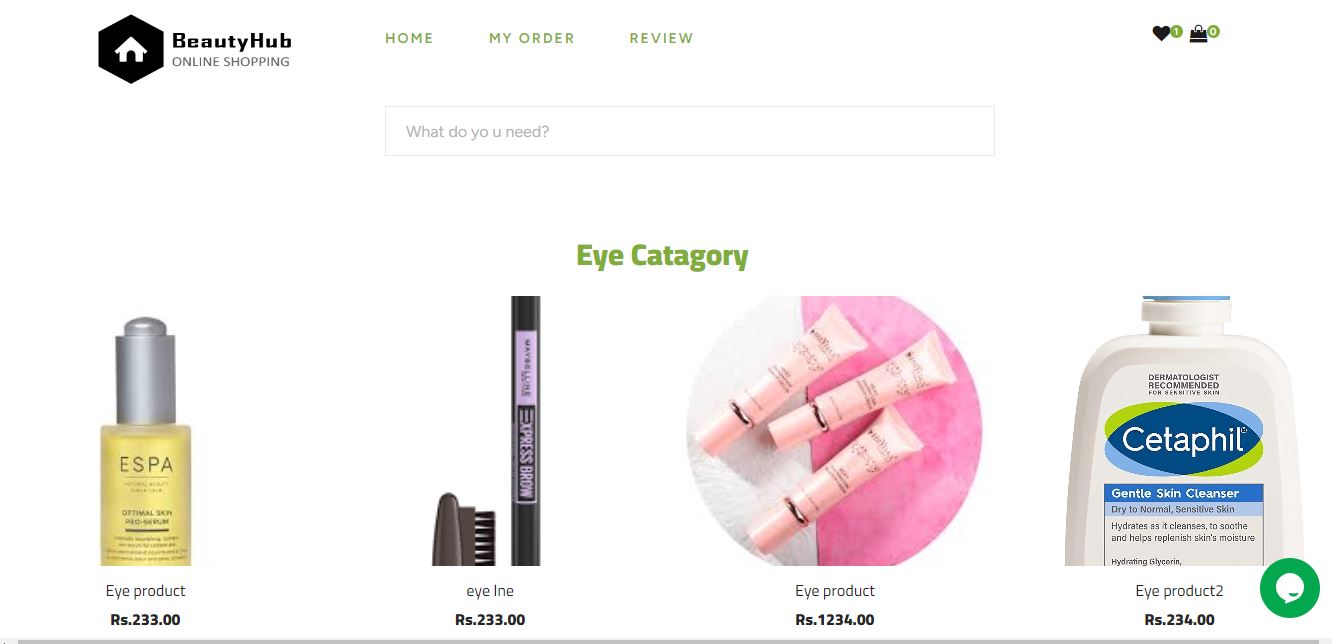 BeautyHub
ONLINE SHOPPING
HOME MY ORDER REVIEW
1 0
What do yo u need?
Eye Catagory
ESPA
OPTIMAL SKIN
PRO-SERUM
MAYBELLINE
EXPRESS BROW
DERMATOLOGIST
RECOMMENDED
FOR SENSITIVE SKIN
Cetaphil
Gentle Skin Cleanser
Dry to Normal, Sensitive Skin
Hydrates as it cleanses, to soothe
and helps replenish skin's moisture
Hydrating Glycerin,
Eye product eye lne Eye product Eye product2
Rs.233.00 Rs.233.00 Rs.1234.00 Rs.234.00